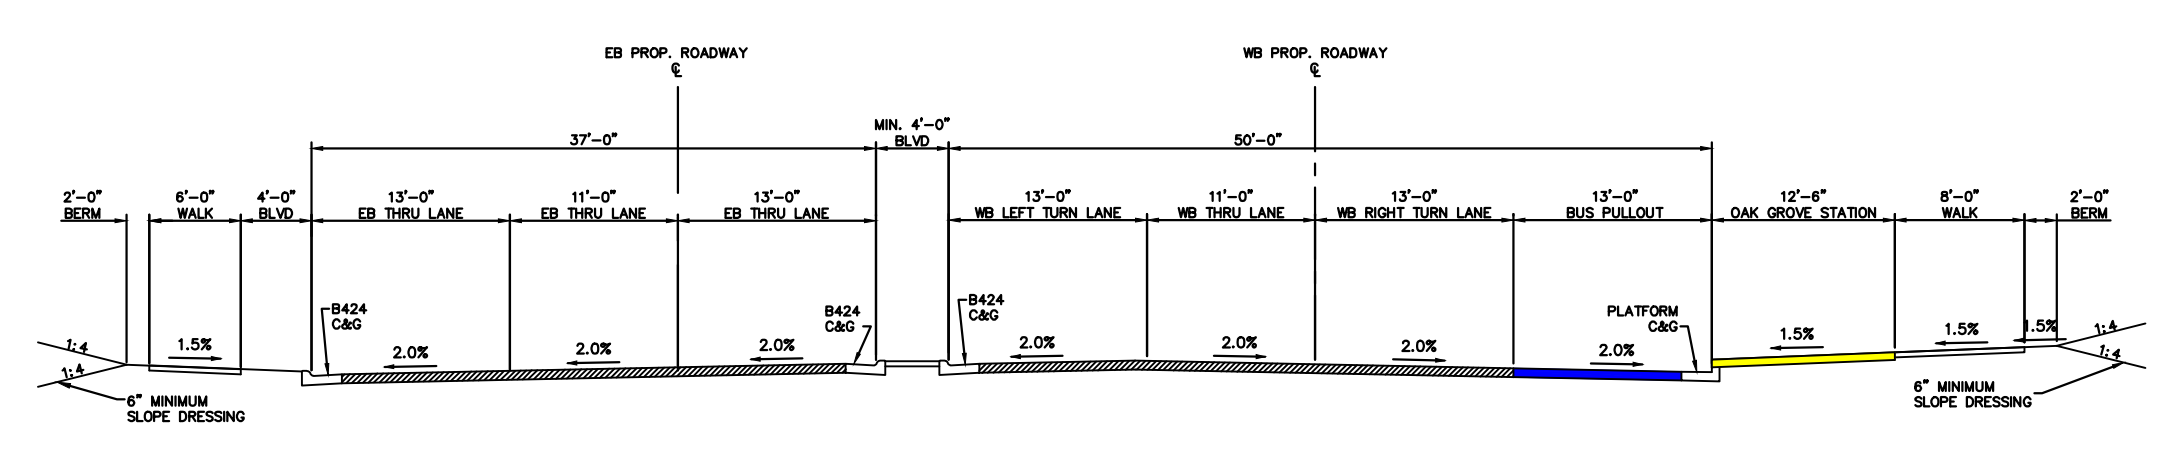 EB PROP. ROADWAY
℄
WB PROP. ROADWAY
℄
37'-0"
MIN. 4'-0"
BLVD
50'-0"
2'-0"
BERM
6'-0"
WALK
4'-0"
BLVD
13'-0"
EB THRU LANE
11'-0"
EB THRU LANE
13'-0"
EB THRU LANE
13'-0"
WB LEFT TURN LANE
11'-0"
WB THRU LANE
13'-0"
WB RIGHT TURN LANE
13'-0"
BUS PULLOUT
12'-6"
OAK GROVE STATION
8'-0"
WALK
2'-0"
BERM
B424
C&G
B424
C&G
B424
C&G
PLATFORM
C&G
1:4
1:4
1.5%
2.0%
2.0%
2.0%
2.0%
2.0%
2.0%
2.0%
1.5%
1.5%
1.5%
1:4
1:4
6" MINIMUM
SLOPE DRESSING
6" MINIMUM
SLOPE DRESSING